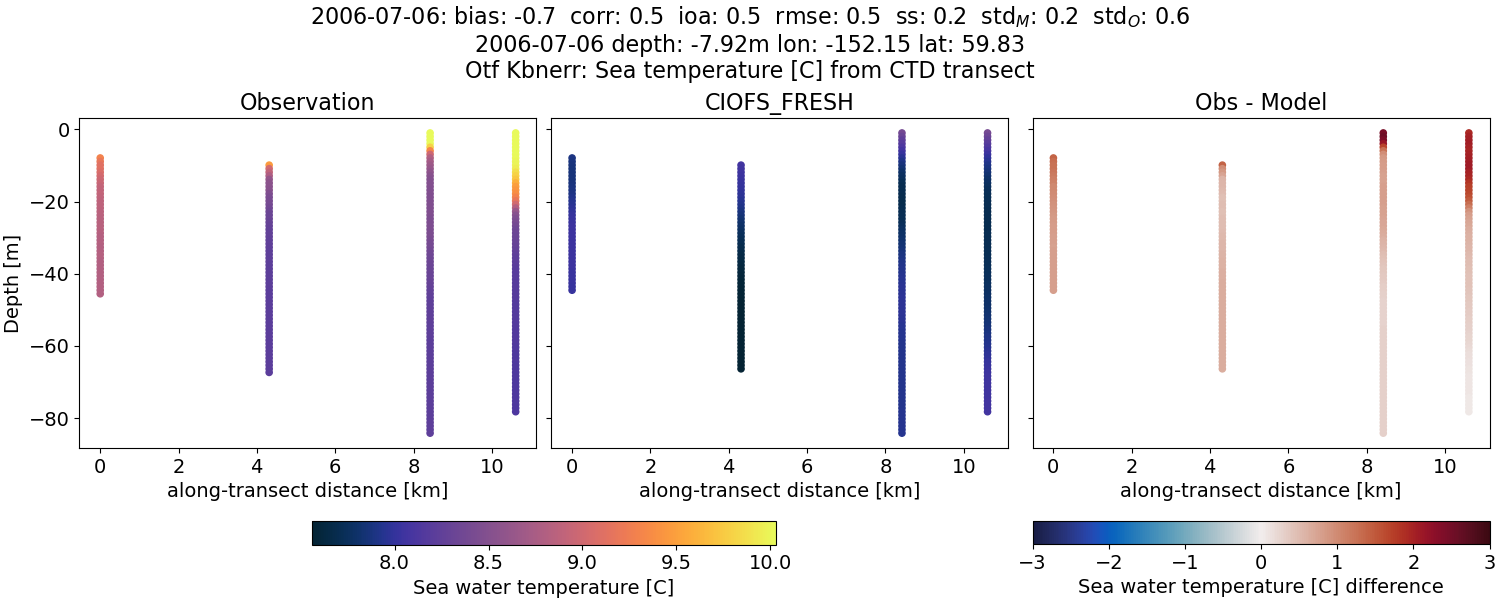 2006-07-06: bias: -0.7 corr: 0.5 ioa: 0.5 rmse: 0.5 ss: 0.2 std_M: 0.2 std_O: 0.6
2006-07-06 depth: -7.92m lon: -152.15 lat: 59.83
Otf Kbnerr: Sea temperature [C] from CTD transect
Observation
CIOFS_FRESH
Obs - Model
Depth [m]
0
−20
−40
−60
−80
0 2 4 6 8 10
0 2 4 6 8 10
0 2 4 6 8 10
along-transect distance [km]
along-transect distance [km]
along-transect distance [km]
8.0 8.5 9.0 9.5 10.0
Sea water temperature [C]
−3 −2 −1 0 1 2 3
Sea water temperature [C] difference